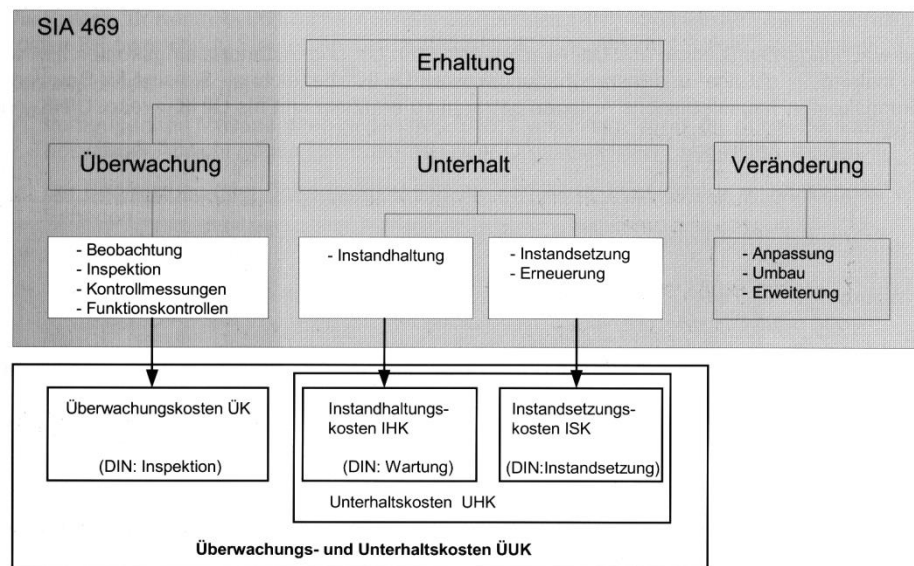 SIA 469
Erhaltung
Überwachung
Unterhalt
Veränderung
- Beobachtung
- Inspektion
- Kontrollmessungen
- Funktionskontrollen
- Instandhaltung
- Instandsetzung
- Erneuerung
- Anpassung
- Umbau
- Erweiterung
Überwachungskosten ÜK
(DIN: Inspektion)
Instandhaltungs-
kosten IHK
(DIN: Wartung)
Instandsetzungs-
kosten ISK
(DIN:Instandsetzung)
Unterhaltskosten UHK
Überwachungs- und Unterhaltskosten ÜUK